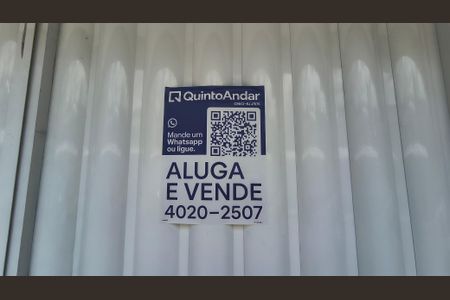 QuintoAndar
Mande um
Whatsapp
ou ligue.
ALUGA
E VENDE
4020-2507